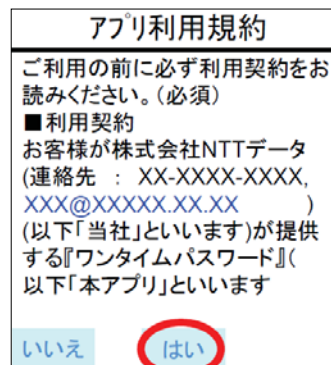 アプリ利用規約
ご利用の前に必ず利用契約をお
読みください。(必須)
■利用契約
お客様が株式会社NTTデータ
(連絡先 : XX-XXXX-XXXX,
XXX@XXXXX.XX.XX )
(以下「当社」といいます)が提供
する『ワンタイムパスワード』(
以下「本アプリ」といいます
いいえ はい